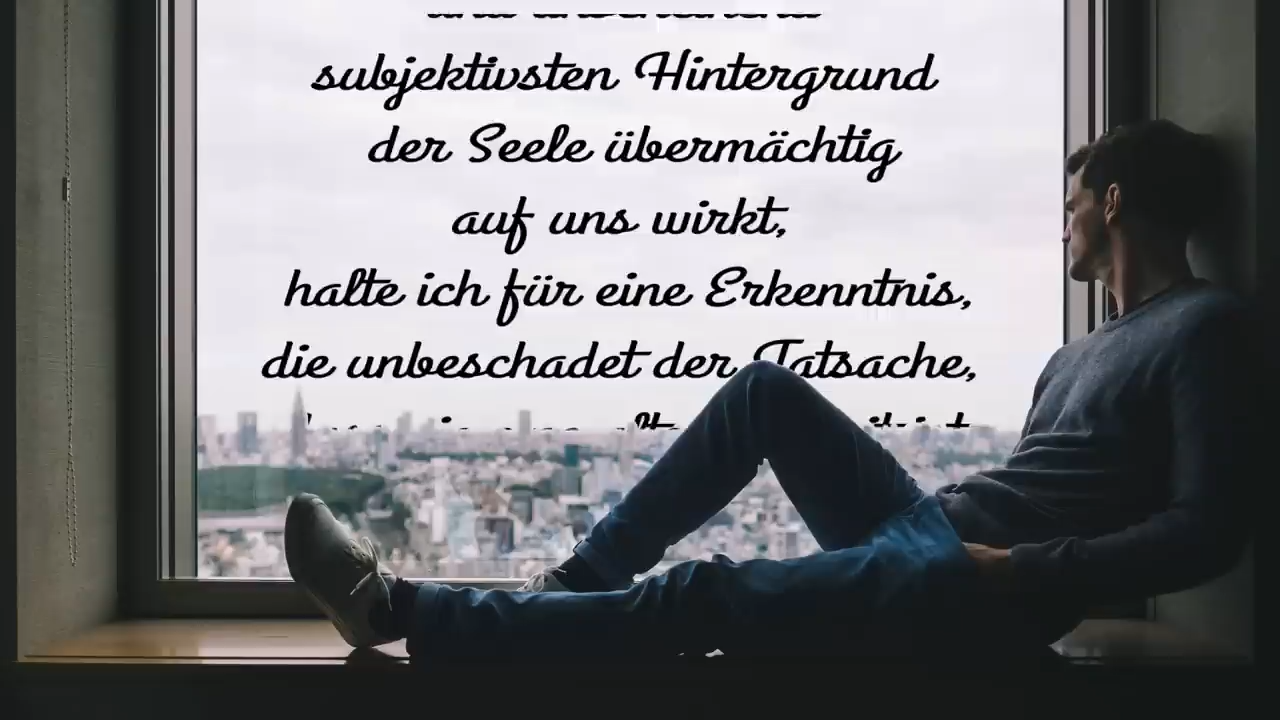 subjektivsten Hintergrund
der Seele übermächtig
auf uns wirkt,
halte ich für eine Erkenntnis,
die unbeschadet der Tatsache,